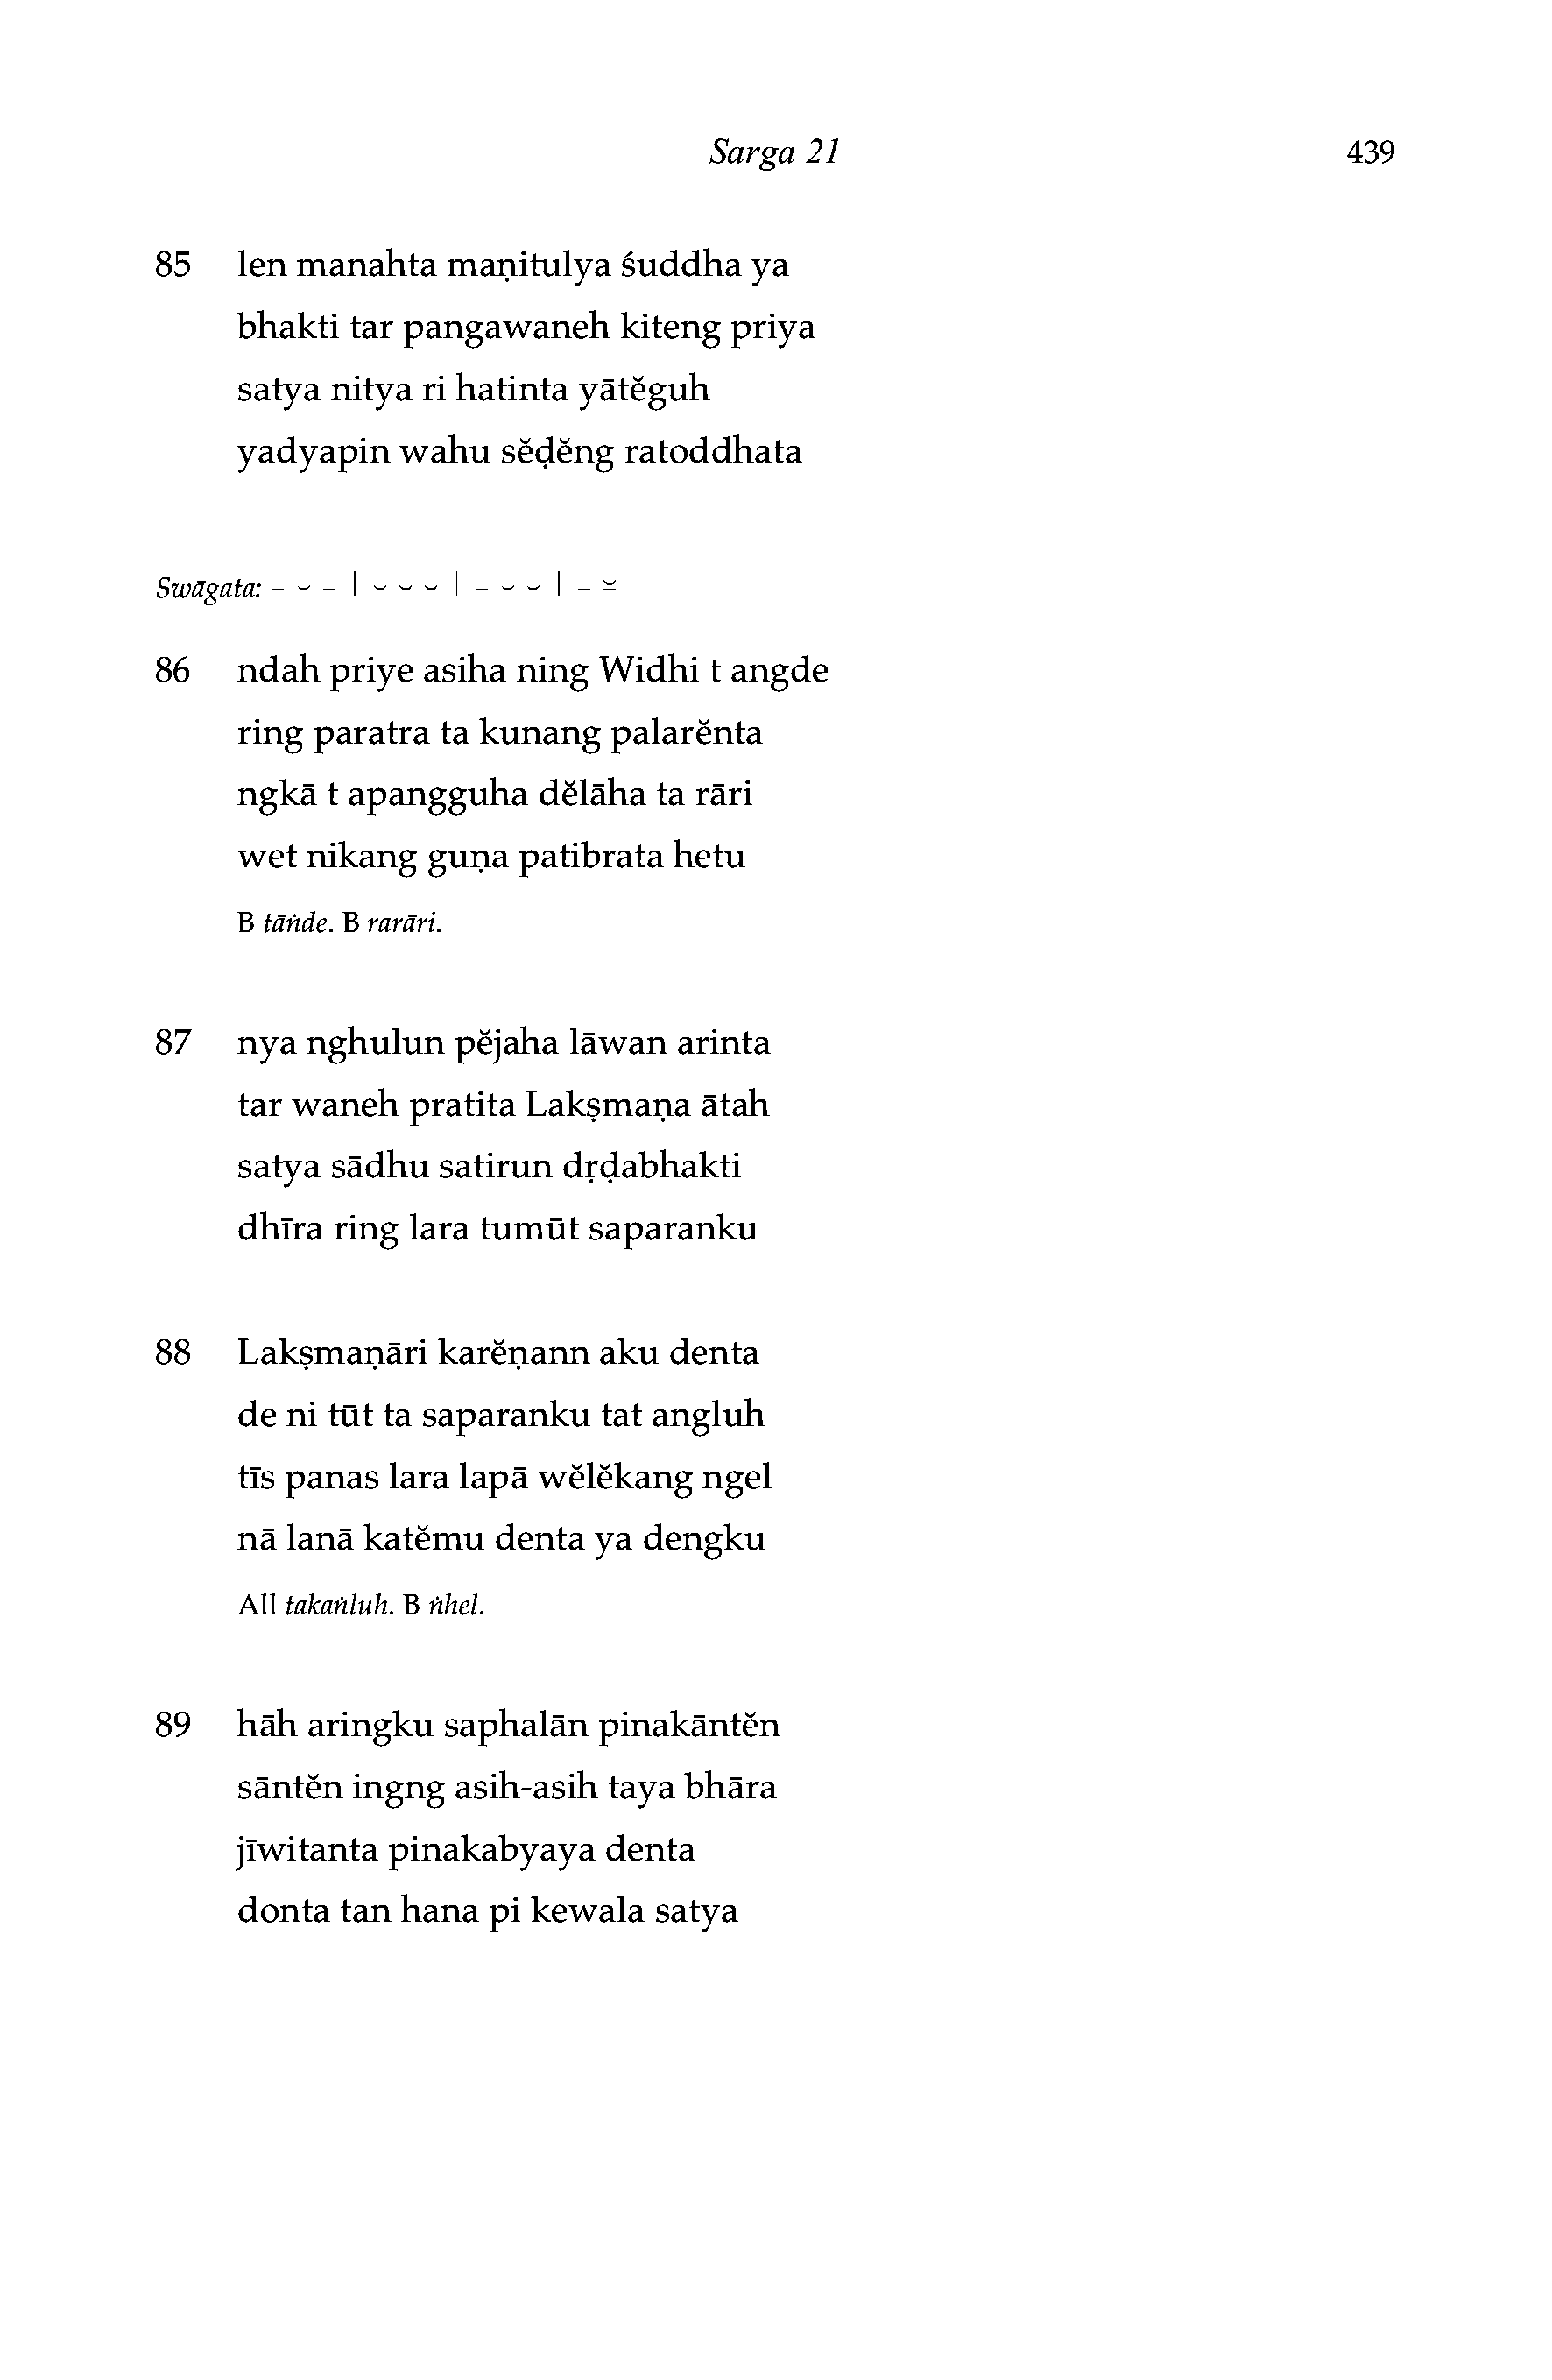 Sarga 21 439
85 len manahta maṇitulya śuddha ya
bhakti tar pangawaneh kiteng priya
satya nitya ri hatinta yātĕguh
yadyapin wahu sĕḍĕng ratoddhata
Swāgata: – ⏑ – | ⏑ ⏑ ⏑ | – ⏑ ⏑ | – ⏓
86 ndah priye asiha ning Widhi t angde
ring paratra ta kunang palarĕnta
ngkā t apangguha dĕlāha ta rāri
wet nikang guṇa patibrata hetu
B tāṅde. B rarāri.
87 nya nghulun pĕjaha lāwan arinta
tar waneh pratita Lakṣmaṇa ātah
satya sādhu satirun dṛḍabhakti
dhīra ring lara tumūt saparanku
88 Lakṣmaṇāri karĕṇann aku denta
de ni tūt ta saparanku tat angluh
tīs panas lara lapā wĕlĕkang ngel
nā lanā katĕmu denta ya dengku
All takaṅluh. B ṅhel.
89 hāh aringku saphalān pinakāntĕn
sāntĕn ingng asih-asih taya bhāra
jīwitanta pinakabyaya denta
donta tan hana pi kewala satya